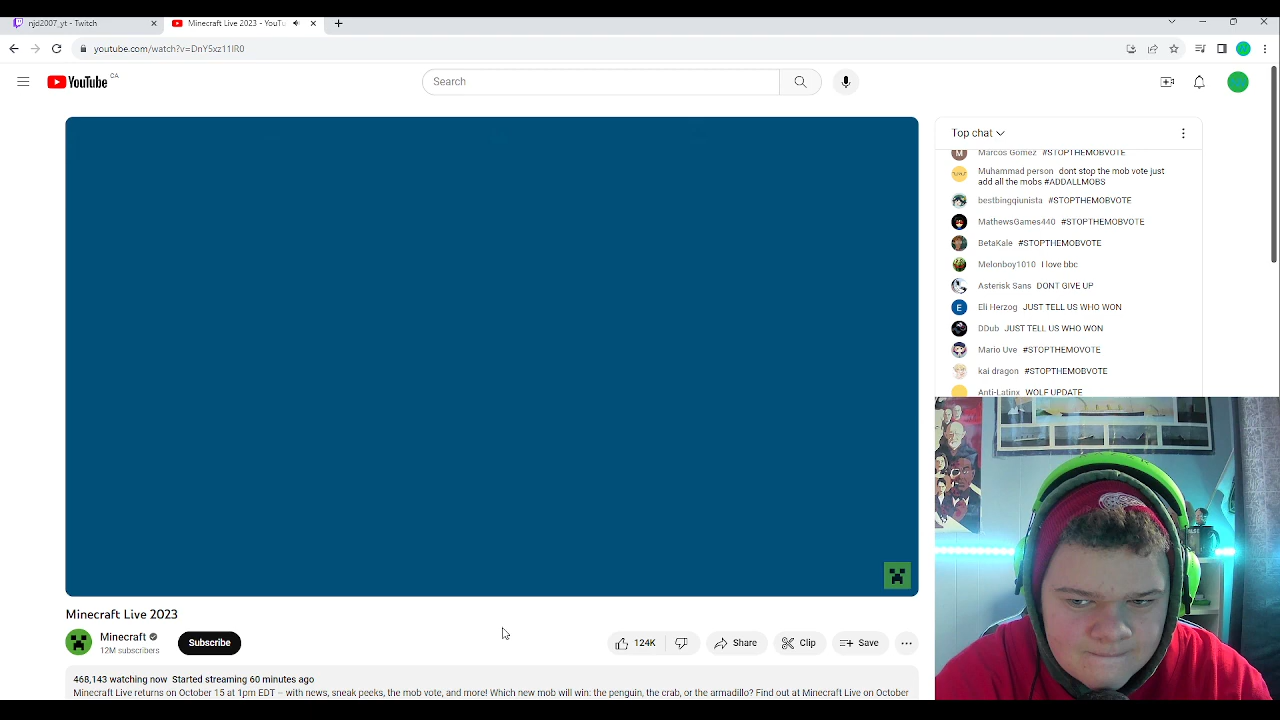 njd2007_yt - Twitch
Minecraft Live 2023 - YouTu
youtube.com/watch?v=DnY5xz11IR0
YouTube CA
Search
Top chat
Marcos Gomez #STOPTHEMOBVOTE
Muhammad person dont stop the mob vote just
add all the mobs #ADDALLMOBS
bestbingqiunista #STOPTHEMOBVOTE
MathewsGames440 #STOPTHEMOBVOTE
BetaKale #STOPTHEMOBVOTE
Melonboy1010 I love bbc
Asterisk Sans DONT GIVE UP
Eli Herzog JUST TELL US WHO WON
DDub. JUST TELL US WHO WON
Mario Uve #STOPTHEMOVOTE
kai dragon #STOPTHEMOBVOTE
Anti-Latinx WOLF UPDATE
Minecraft Live 2023
Minecraft
12M subscribers
Subscribe
124K
Share
Clip
Save
468,143 watching now Started streaming 60 minutes ago
Minecraft Live returns on October 15 at 1pm EDT – with news, sneak peeks, the mob vote, and more! Which new mob will win: the penguin, the crab, or the armadillo? Find out at Minecraft Live on October